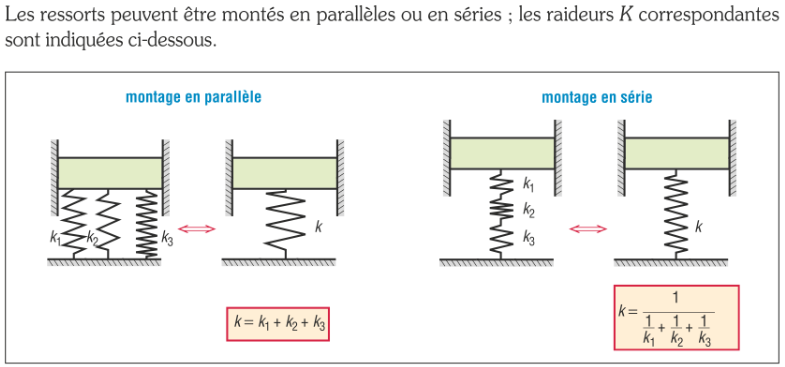 Les ressorts peuvent être montés en parallèles ou en séries ; les raideurs K correspondantes
sont indiquées ci-dessous.
montage en parallèle
k₁
k₂
k₃
k
k = k₁ + k₂ + k₃
montage en série
k₁
k₂
k₃
k
k = 1 / (1/k₁ + 1/k₂ + 1/k₃)